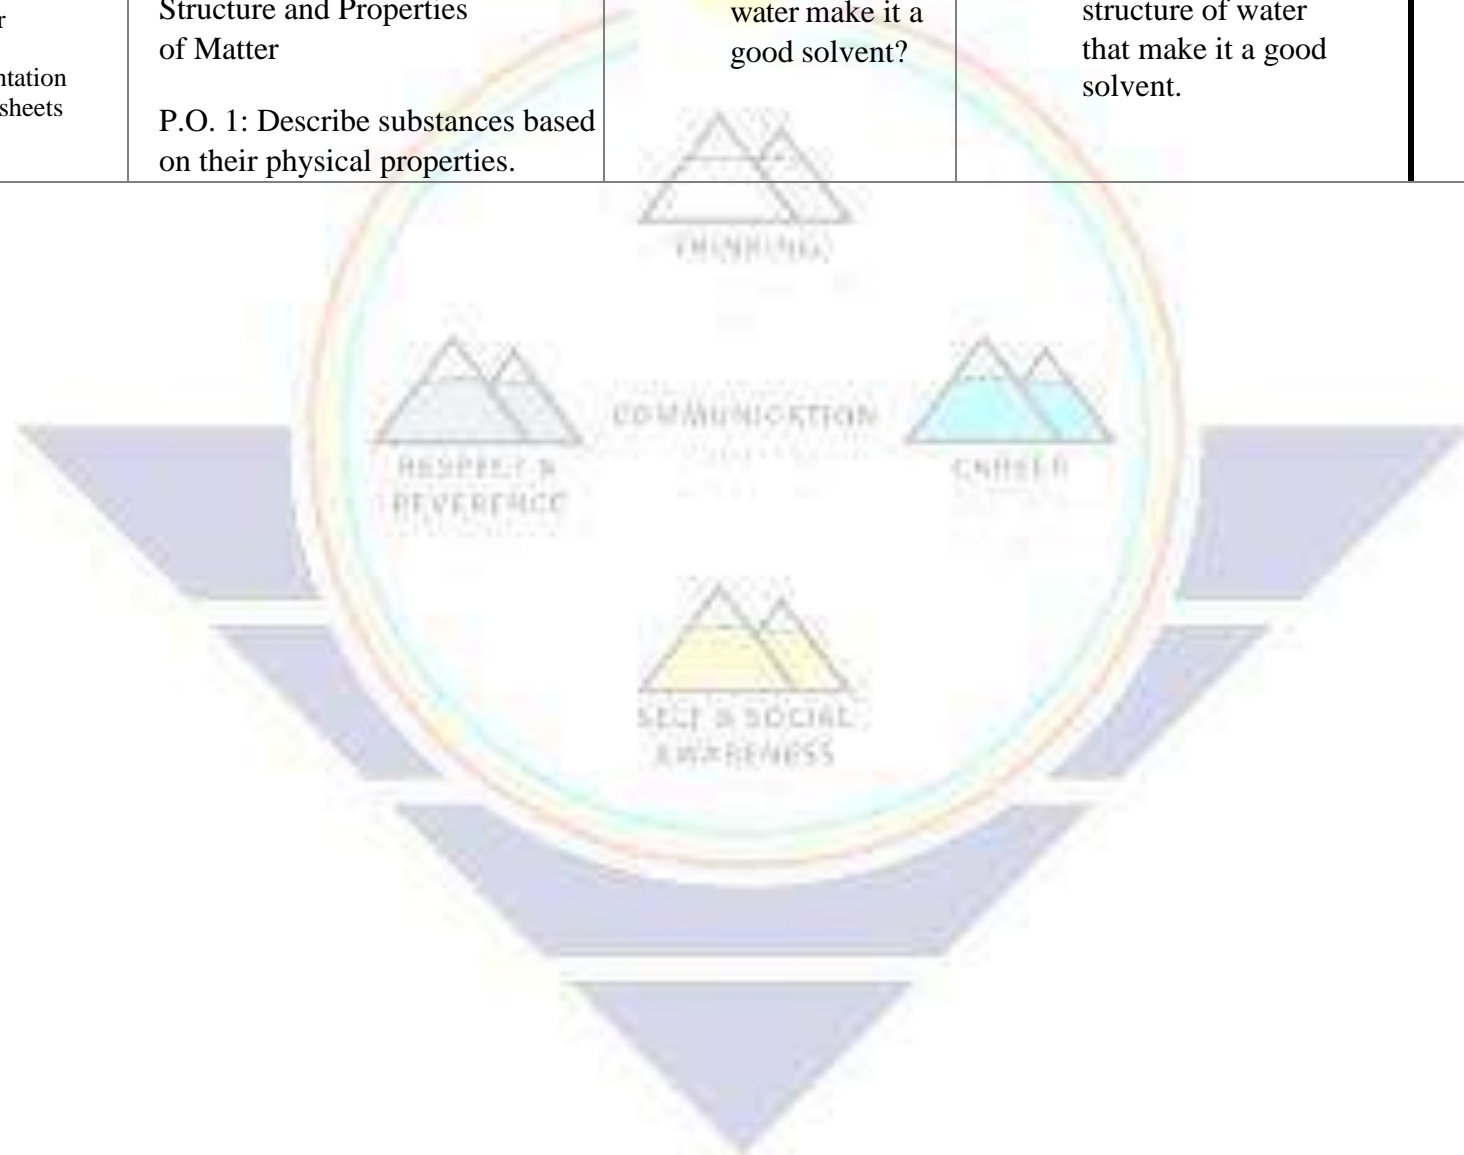 r
ntation
sheets
Structure and Properties
of Matter
P.O. 1: Describe substances based
on their physical properties.
water make it a
good solvent?
structure of water
that make it a good
solvent.
THINKING
RESPECT &
REVERENCE
COMMUNICATION
CAREER
SELF & SOCIAL
AWARENESS